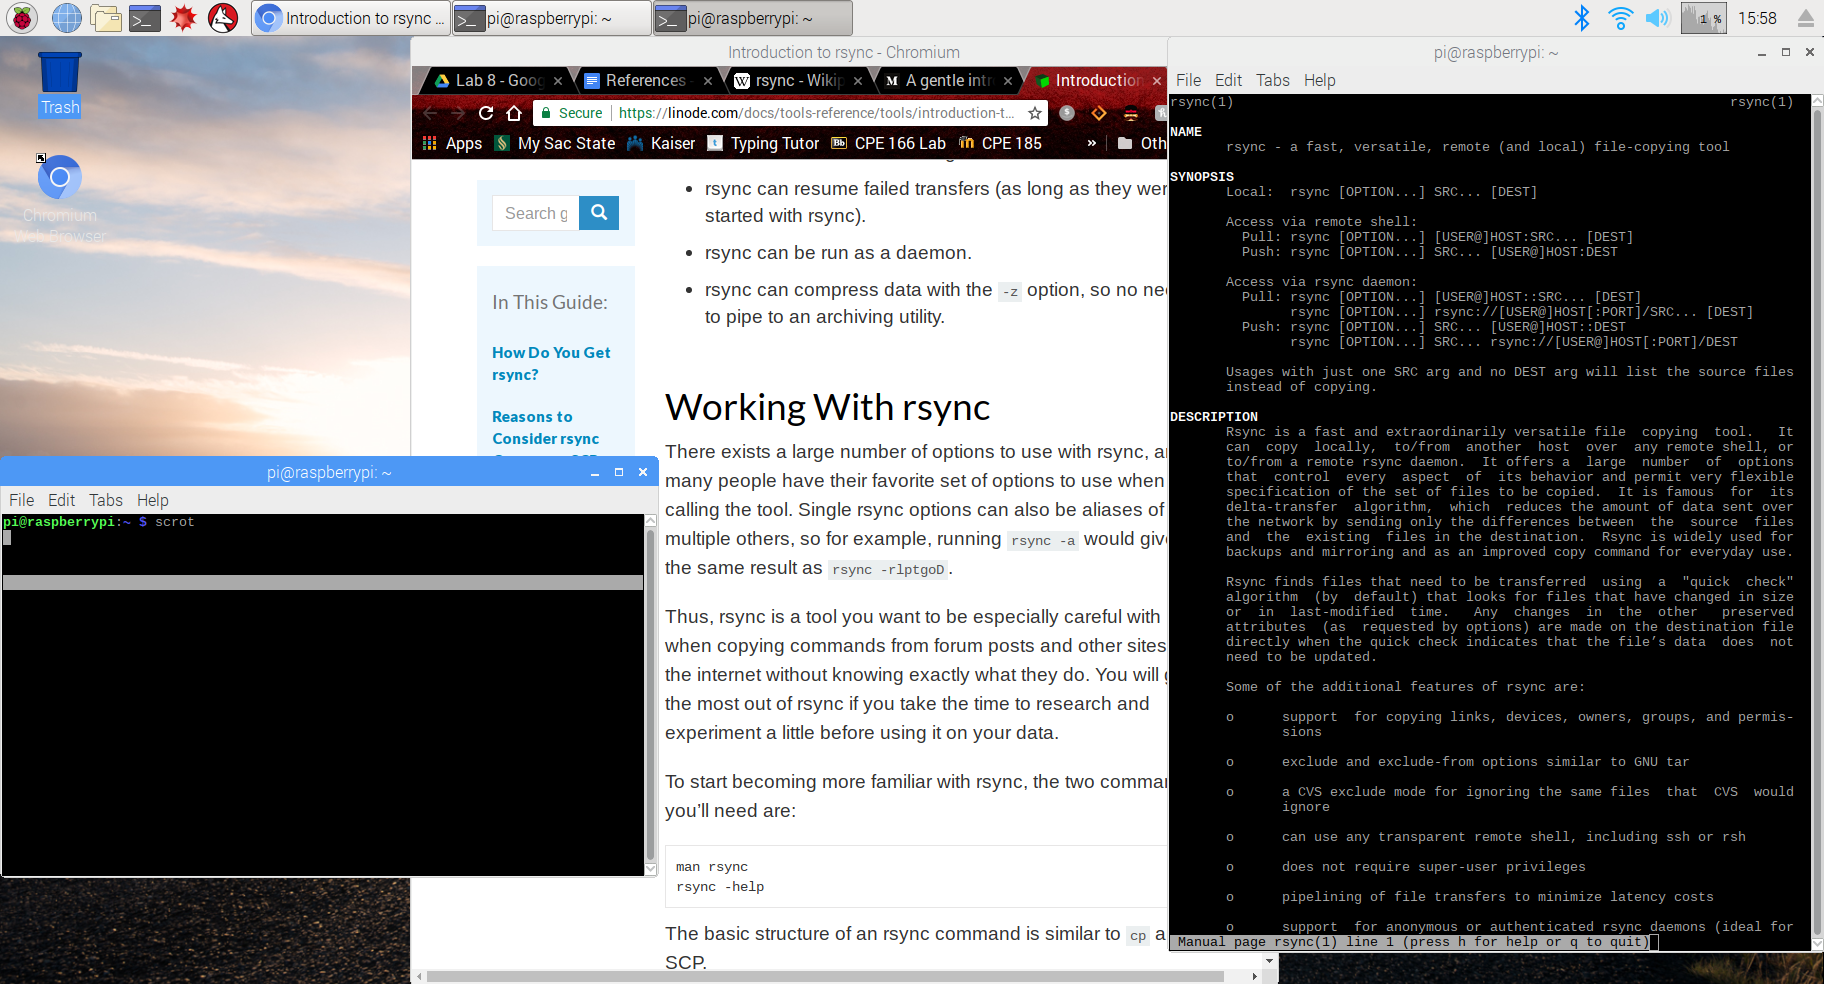 Introduction to rsync ...
pi@raspberrypi: ~
pi@raspberrypi: ~
1 %
15:58
Trash
Chromium
Web Browser
Introduction to rsync - Chromium
Lab 8 - Goog
References -
rsync - Wikip
A gentle intr
Introduction
Secure
https://linode.com/docs/tools-reference/tools/introduction-t...
Apps
My Sac State
Kaiser
Typing Tutor
CPE 166 Lab
CPE 185
»
Oth
Search g
In This Guide:
How Do You Get
rsync?
Reasons to
Consider rsync
rsync can resume failed transfers (as long as they wer
started with rsync).
rsync can be run as a daemon.
rsync can compress data with the -z option, so no nee
to pipe to an archiving utility.
Working With rsync
There exists a large number of options to use with rsync, a
many people have their favorite set of options to use when
calling the tool. Single rsync options can also be aliases of
multiple others, so for example, running rsync -a would give
the same result as rsync -rlptgoD.
Thus, rsync is a tool you want to be especially careful with
when copying commands from forum posts and other sites
the internet without knowing exactly what they do. You will g
the most out of rsync if you take the time to research and
experiment a little before using it on your data.
To start becoming more familiar with rsync, the two comma
you’ll need are:
man rsync
rsync -help
The basic structure of an rsync command is similar to cp a
SCP.
pi@raspberrypi: ~
File Edit Tabs Help
pi@raspberrypi:~ $ scrot
pi@raspberrypi: ~
File Edit Tabs Help
rsync(1) rsync(1)
NAME
rsync - a fast, versatile, remote (and local) file-copying tool
SYNOPSIS
Local: rsync [OPTION...] SRC... [DEST]
Access via remote shell:
Pull: rsync [OPTION...] [USER@]HOST:SRC... [DEST]
Push: rsync [OPTION...] SRC... [USER@]HOST:DEST
Access via rsync daemon:
Pull: rsync [OPTION...] [USER@]HOST::SRC... [DEST]
rsync [OPTION...] rsync://[USER@]HOST[:PORT]/SRC... [DEST]
Push: rsync [OPTION...] SRC... [USER@]HOST::DEST
rsync [OPTION...] SRC... rsync://[USER@]HOST[:PORT]/DEST
Usages with just one SRC arg and no DEST arg will list the source files
instead of copying.
DESCRIPTION
Rsync is a fast and extraordinarily versatile file copying tool. It
can copy locally, to/from another host over any remote shell, or
to/from a remote rsync daemon. It offers a large number of options
that control every aspect of its behavior and permit very flexible
specification of the set of files to be copied. It is famous for its
delta-transfer algorithm, which reduces the amount of data sent over
the network by sending only the differences between the source files
and the existing files in the destination. Rsync is widely used for
backups and mirroring and as an improved copy command for everyday use.
Rsync finds files that need to be transferred using a "quick check"
algorithm (by default) that looks for files that have changed in size
or in last-modified time. Any changes in the other preserved
attributes (as requested by options) are made on the destination file
directly when the quick check indicates that the file’s data does not
need to be updated.
Some of the additional features of rsync are:
o support for copying links, devices, owners, groups, and permis-
sions
o exclude and exclude-from options similar to GNU tar
o a CVS exclude mode for ignoring the same files that CVS would
ignore
o can use any transparent remote shell, including ssh or rsh
o does not require super-user privileges
o pipelining of file transfers to minimize latency costs
o support for anonymous or authenticated rsync daemons (ideal for
Manual page rsync(1) line 1 (press h for help or q to quit)